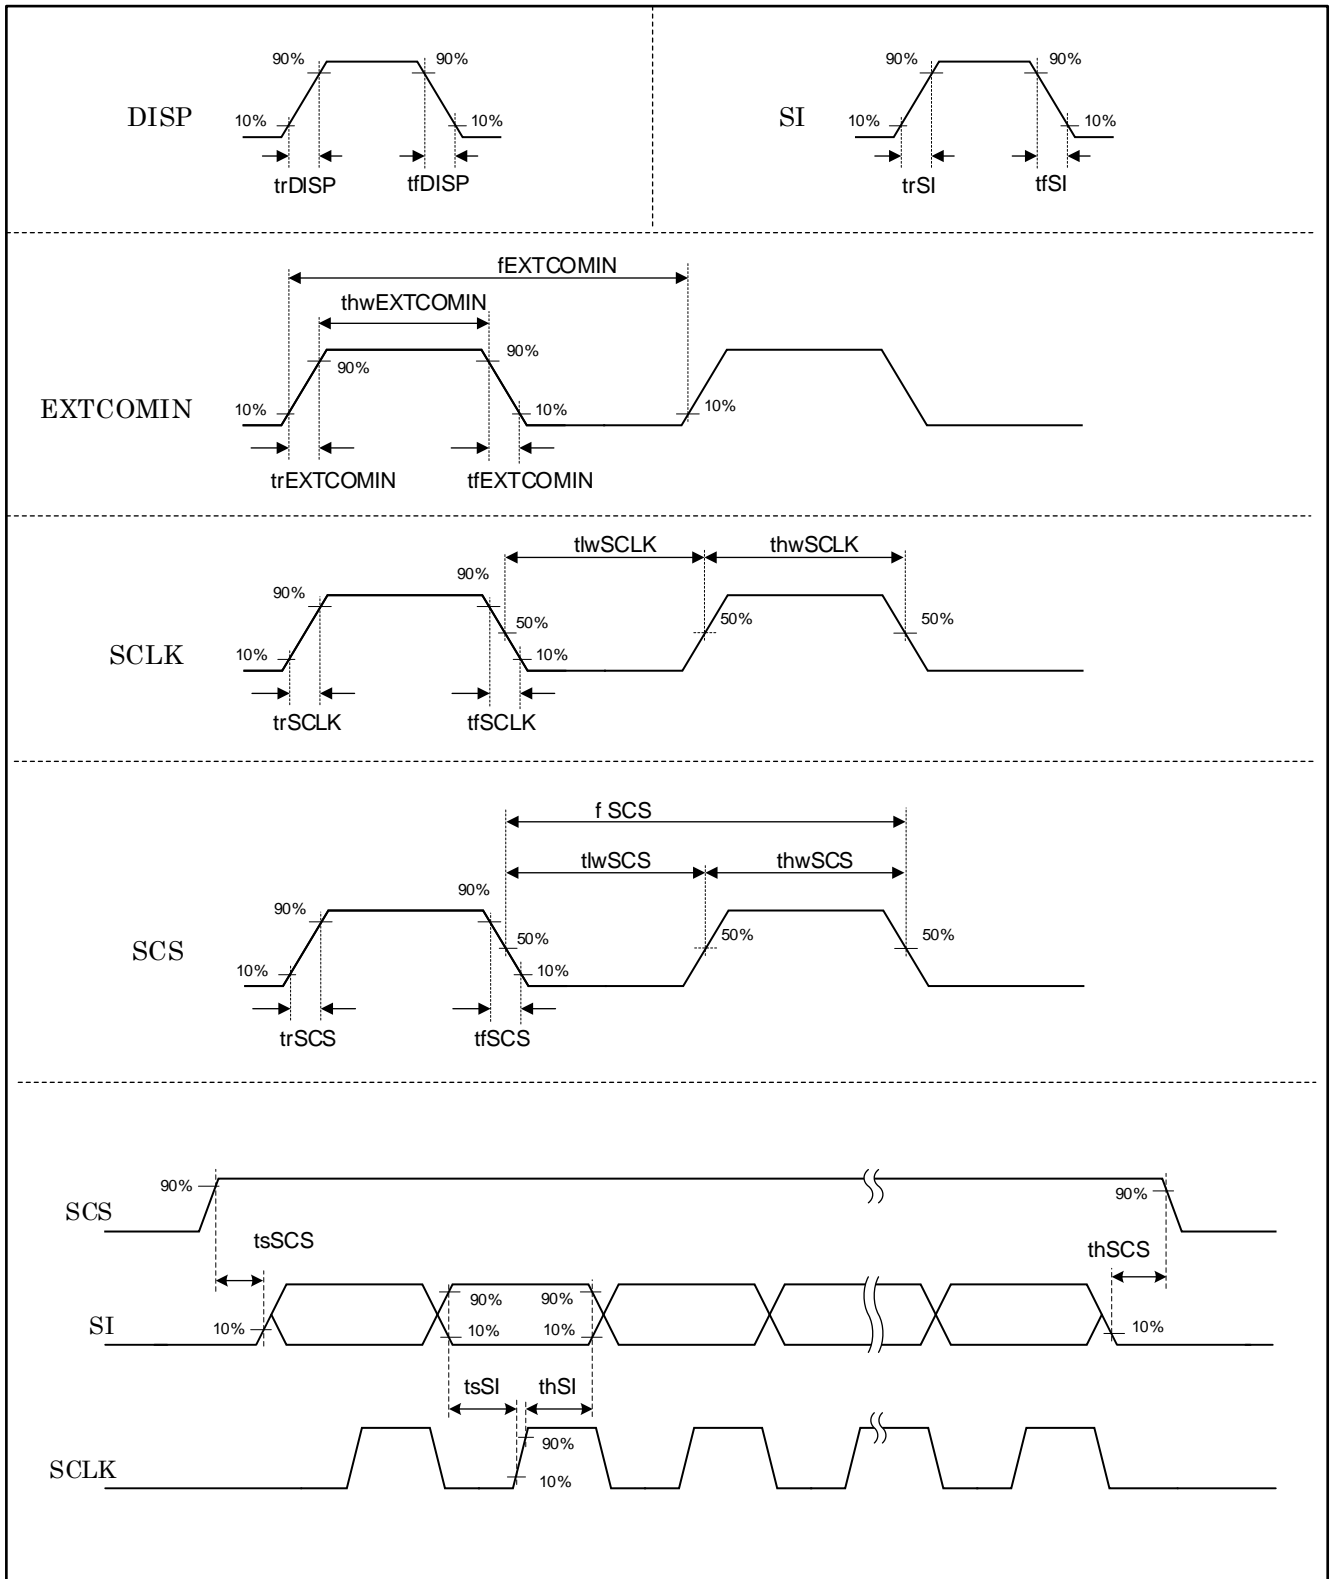 90% 90% 90% 90%
DISP SI
10% 10% 10% 10%
trDISP tfDISP trSI tfSI
fEXTCOMIN
thwEXTCOMIN
90% 90%
EXTCOMIN 10% 10% 10%
trEXTCOMIN tfEXTCOMIN
tlwSCLK thwSCLK
90% 90%
50% 50% 50%
SCLK 10% 10%
trSCLK tfSCLK
f SCS
tlwSCS thwSCS
90% 90%
SCS 50% 50% 50%
10% 10%
trSCS tfSCS
90% 90%
SCS
tsSCS thSCS
90% 90%
SI 10% 10% 10% 10%
tsSI thSI
90%
SCLK 10%